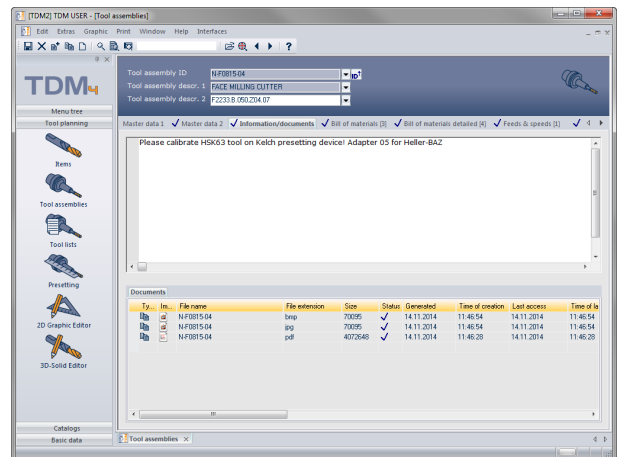 [TDM2] TDM USER - [Tool assemblies]
Edit Extras Graphic Print Window Help Interfaces
TDM4
Tool assembly ID N-F0815-04 ID
Tool assembly descr. 1 FACE MILLING CUTTER
Tool assembly descr. 2 F2233.B.050.Z04.07
Menu tree
Tool planning
Items
Tool assemblies
Tool lists
Presetting
2D Graphic Editor
3D-Solid Editor
Catalogs
Basic data
Master data 1 Master data 2 Information/documents Bill of materials [3] Bill of materials detailed [4] Feeds & speeds [1]
Please calibrate HSK63 tool on Kelch presetting device! Adapter 05 for Heller-BAZ
Documents
Ty... Im... File name File extension Size Status Generated Time of creation Last access Time of la
N-F0815-04 bmp 70095 14.11.2014 11:46:54 14.11.2014 11:46:54
N-F0815-04 jpg 70095 14.11.2014 11:46:54 14.11.2014 11:46:54
N-F0815-04 pdf 4072648 14.11.2014 11:46:28 14.11.2014 11:46:28
Tool assemblies